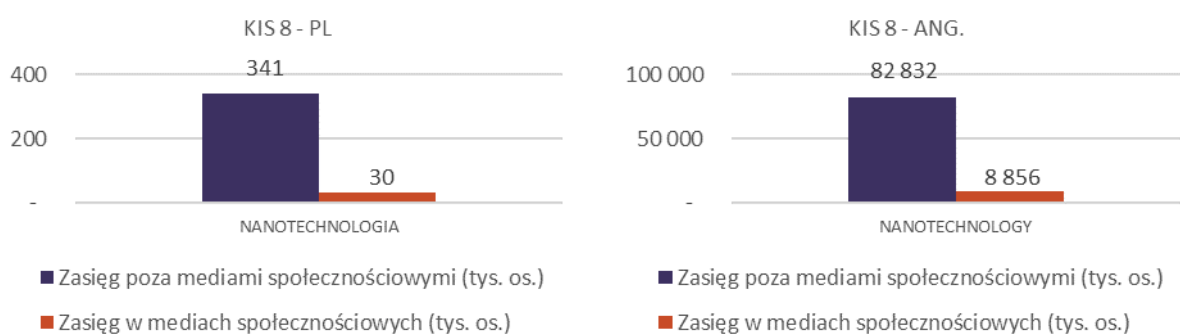 KIS 8 - PL
400
341
200
30
-
NANOTECHNOLOGIA
Zasięg poza mediami społecznościowymi (tys. os.)
Zasięg w mediach społecznościowych (tys. os.)
KIS 8 - ANG.
100 000
82 832
50 000
8 856
-
NANOTECHNOLOGY
Zasięg poza mediami społecznościowymi (tys. os.)
Zasięg w mediach społecznościowych (tys. os.)